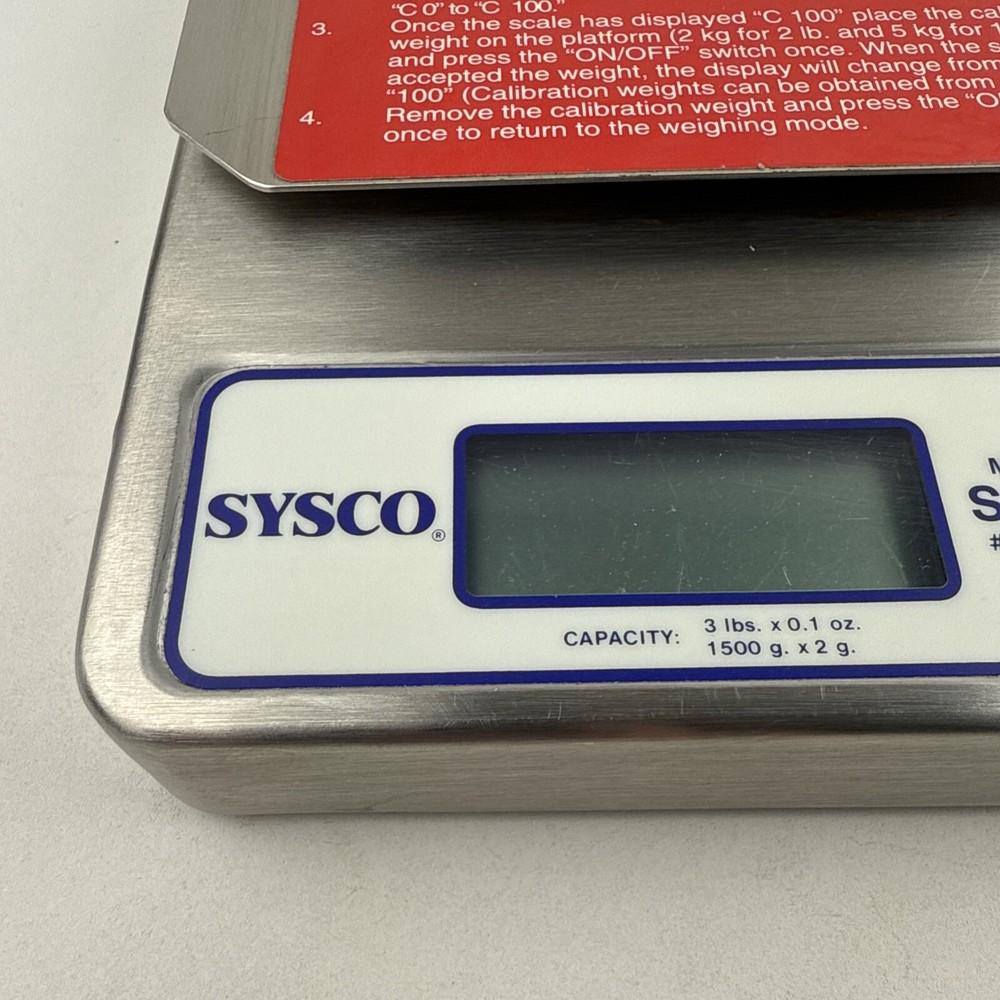 "C 0" to "C 100."
3. Once the scale has displayed "C 100" place the
weight on the platform (2 kg for 2 lb. and 5 kg for
and press the "ON/OFF" switch once. When the
accepted the weight, the display will change from
"100" (Calibration weights can be obtained from
4. Remove the calibration weight and press the
once to return to the weighing mode.
SYSCO®
CAPACITY: 3 lbs. x 0.1 oz.
1500 g. x 2 g.
#